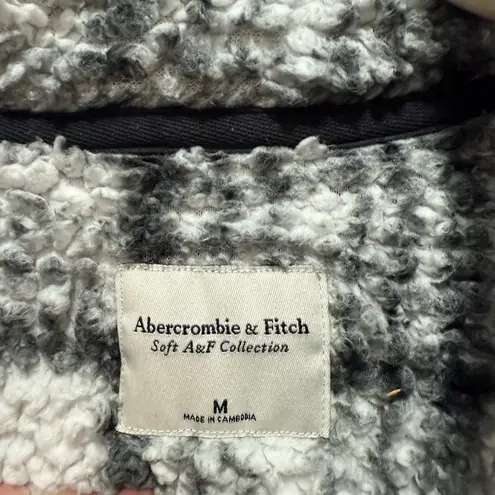 Abercrombie & Fitch
Soft A&F Collection
M
MADE IN CAMBODIA